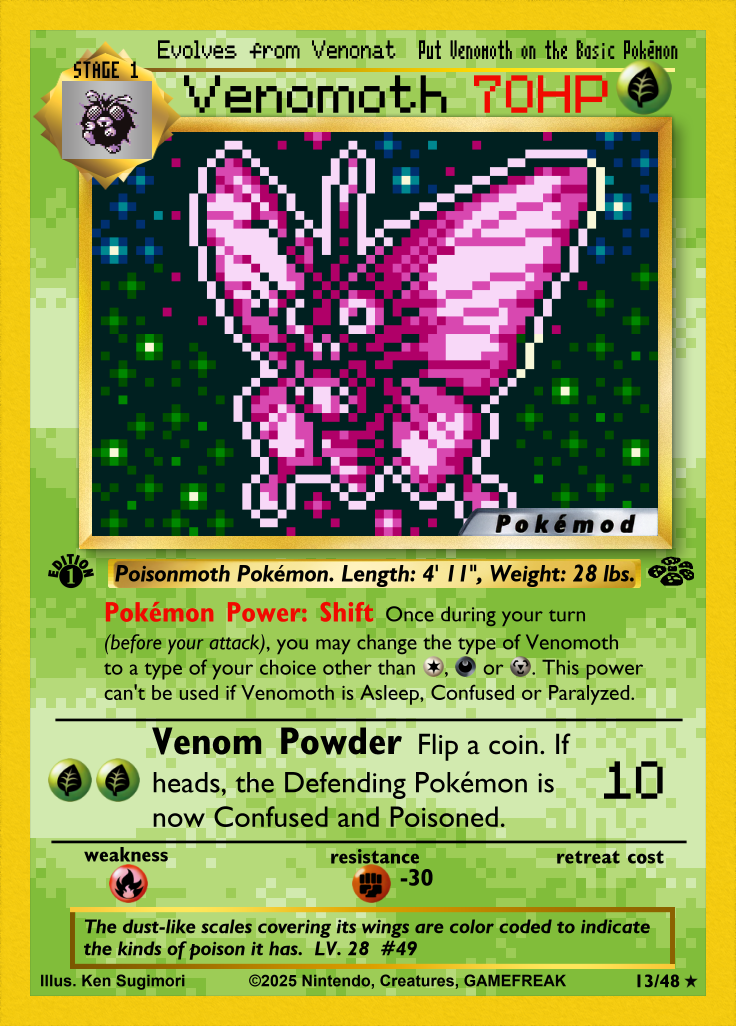 Evolves from Venonat Put Venomoth on the Basic Pokémon
STAGE 1
Venomoth 70HP
Pokémod
EDITION
1
Poisonmoth Pokémon. Length: 4' 11", Weight: 28 lbs.
Pokémon Power: Shift Once during your turn
(before your attack), you may change the type of Venomoth
to a type of your choice other than , or . This power
can't be used if Venomoth is Asleep, Confused or Paralyzed.
Venom Powder Flip a coin. If
heads, the Defending Pokémon is
now Confused and Poisoned.
10
weakness resistance retreat cost
-30
The dust-like scales covering its wings are color coded to indicate
the kinds of poison it has. LV. 28 #49
Illus. Ken Sugimori ©2025 Nintendo, Creatures, GAMEFREAK 13/48 ★